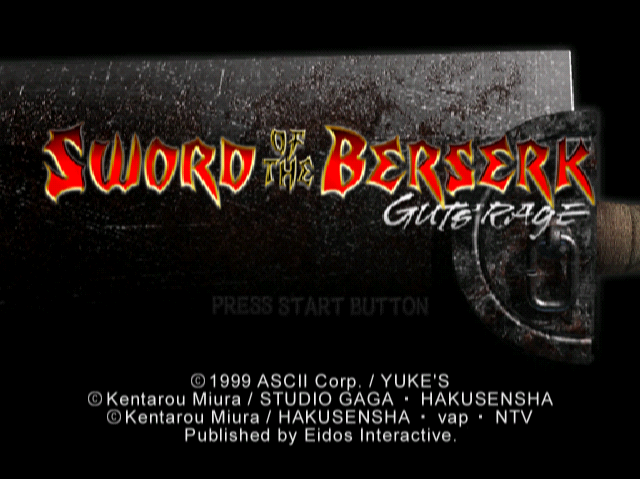 SWORD OF THE BERSERK
GUTS' RAGE
PRESS START BUTTON
©1999 ASCII Corp. / YUKE'S
©Kentarou Miura / STUDIO GAGA ・ HAKUSENSHA
©Kentarou Miura / HAKUSENSHA ・ vap ・ NTV
Published by Eidos Interactive.